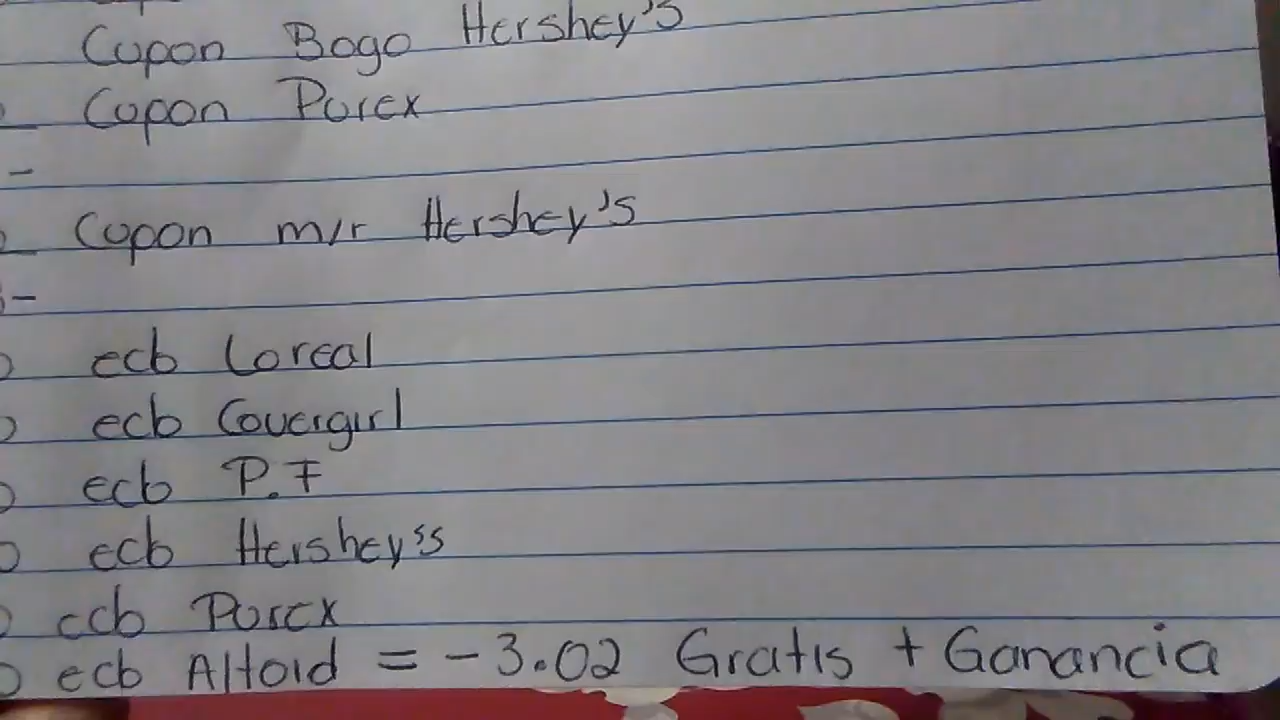 Cupon Bogo Hershey's
Cupon Purex
-
Cupon m/r Hershey's
-
ecb Loreal
ecb Covergirl
ecb P.F
ecb Hershey's
ecb Purex
ecb Altoid = -3.02 Gratis + Ganancia